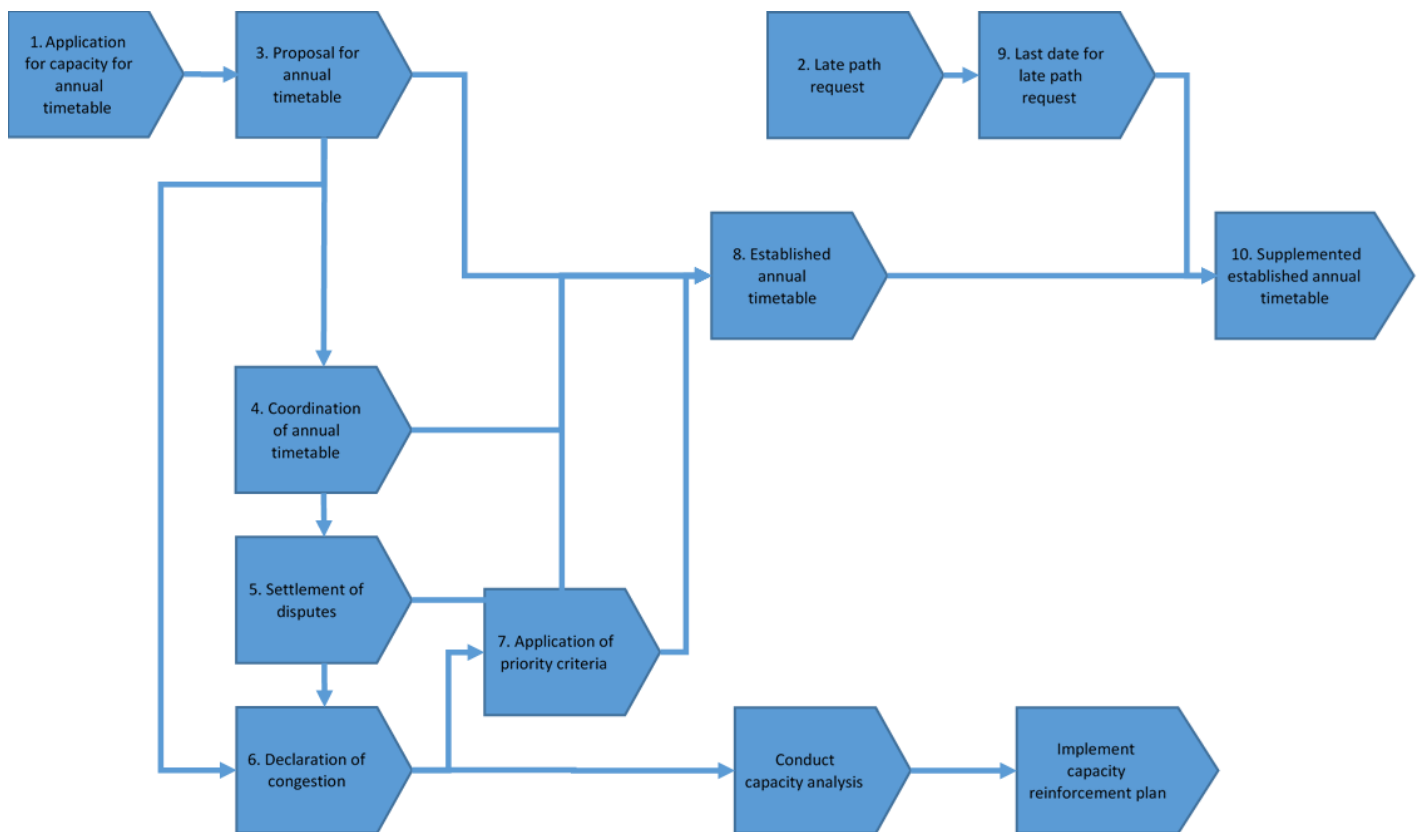 1. Application
for capacity for
annual
timetable
3. Proposal for
annual
timetable
2. Late path
request
9. Last date for
late path
request
8. Established
annual
timetable
10. Supplemented
established annual
timetable
4. Coordination
of annual
timetable
5. Settlement of
disputes
7. Application of
priority criteria
6. Declaration of
congestion
Conduct
capacity analysis
Implement
capacity
reinforcement plan